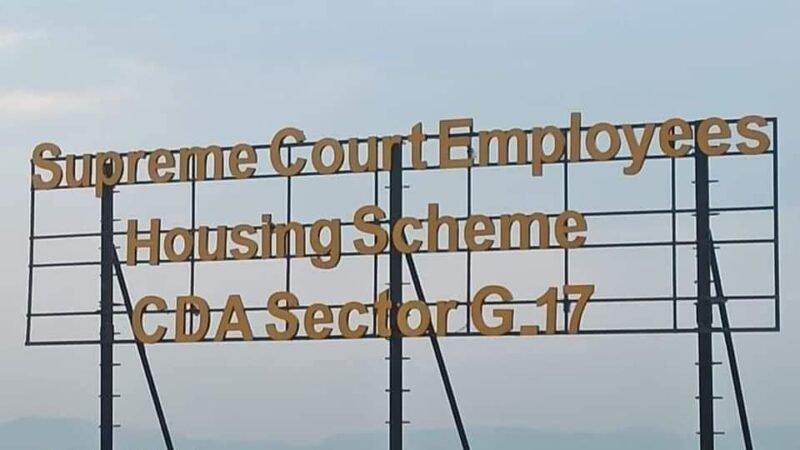 Supreme Court Employees
Housing Scheme
CDA Sector G.17